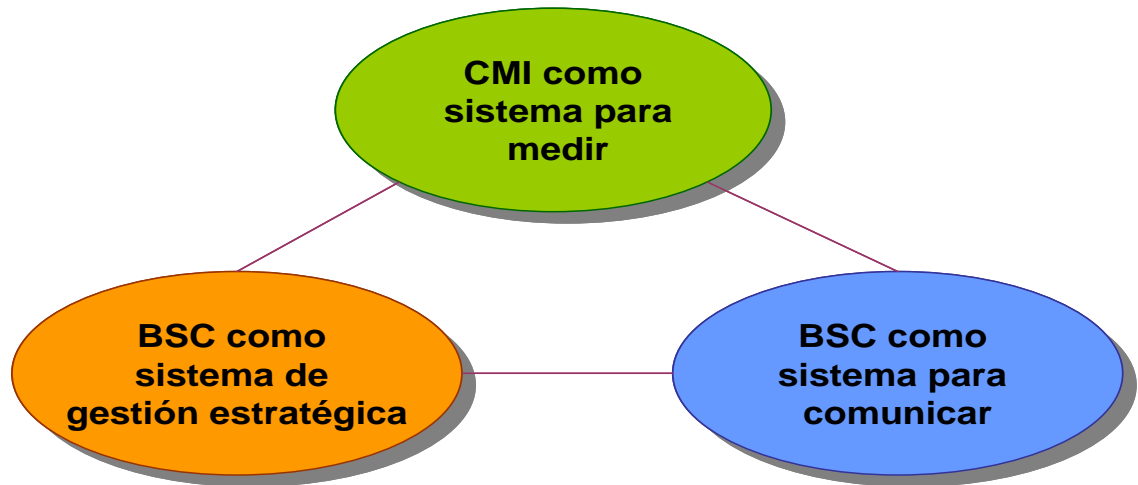 CMI como
sistema para
medir
BSC como
sistema de
gestión estratégica
BSC como
sistema para
comunicar